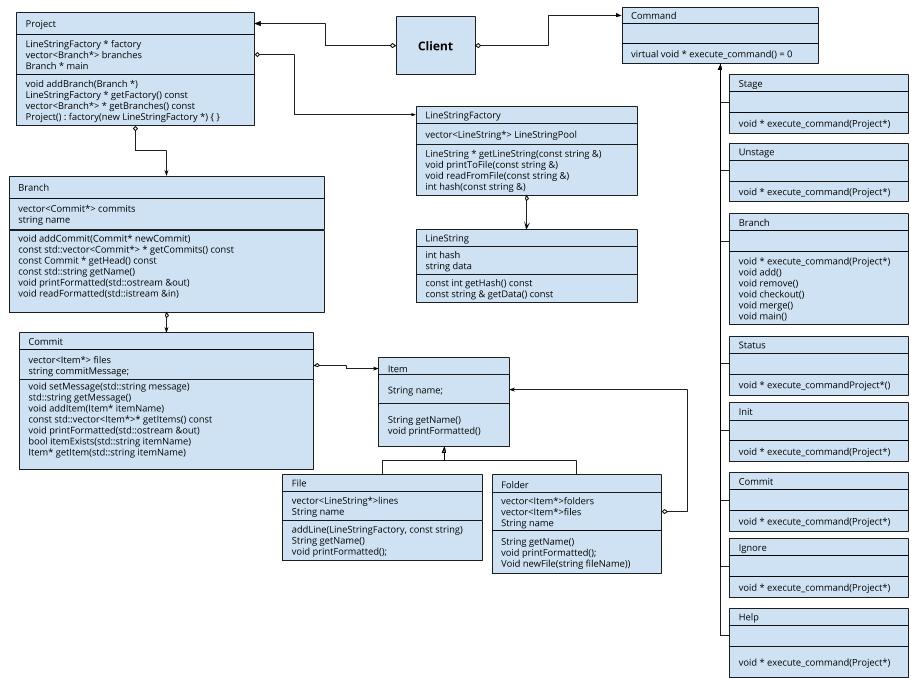 Project
LineStringFactory * factory
vector<Branch*> branches
Branch * main
void addBranch(Branch *)
LineStringFactory * getFactory() const
vector<Branch*> * getBranches() const
Project() : factory(new LineStringFactory *) { }
Client
Command
virtual void * execute_command() = 0
LineStringFactory
vector<LineString*> LineStringPool
LineString * getLineString(const string &)
void printToFile(const string &)
void readFromFile(const string &)
int hash(const string &)
LineString
int hash
string data
const int getHash() const
const string & getData() const
Branch
vector<Commit*> commits
string name
void addCommit(Commit* newCommit)
const std::vector<Commit*> * getCommits() const
const Commit * getHead() const
const std::string getName()
void printFormatted(std::ostream &out)
void readFormatted(std::istream &in)
Commit
vector<Item*> files
string commitMessage;
void setMessage(std::string message)
std::string getMessage()
void addItem(Item* itemName)
const std::vector<Item*>* getItems() const
void printFormatted(std::ostream &out)
bool itemExists(std::string itemName)
Item* getItem(std::string itemName)
Item
String name;
String getName()
void printFormatted()
File
vector<LineString*>lines
String name
addLine(LineStringFactory, const string)
String getName()
void printFormatted();
Folder
vector<Item*>folders
vector<Item*>files
String name
String getName()
void printFormatted;
Void newFile(string fileName))
Stage
void * execute_command(Project*)
Unstage
void * execute_command(Project*)
Branch
void * execute_command(Project*)
void add()
void remove()
void checkout()
void merge()
void main()
Status
void * execute_commandProject*()
Init
void * execute_command(Project*)
Commit
void * execute_command(Project*)
Ignore
void * execute_command(Project*)
Help
void * execute_command(Project*)